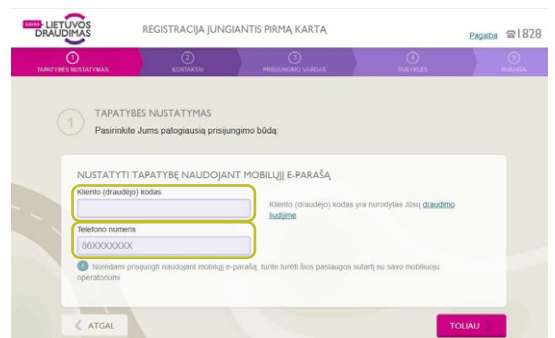 SAVAS LIETUVOS
DRAUDIMAS
REGISTRACIJA JUNGIANTIS PIRMĄ KARTĄ
Pagalba 1828
1 2 3 4 5
TAPATYBĖS NUSTATYMAS KONTAKTAI PRISIJUNGIMO VARDAS TAISYKLĖS PABAIGA
1 TAPATYBĖS NUSTATYMAS
Pasirinkite Jums patogiausią prisijungimo būdą:
NUSTATYTI TAPATYBĘ NAUDOJANT MOBILŲJĮ E-PARAŠĄ
Kliento (draudėjo) kodas
Kliento (draudėjo) kodas yra nurodytas Jūsų draudimo
liudijime
Telefono numeris
86XXXXXXX
Norėdami prisijungti naudojant mobilųjį e-parašą, turite turėti šios paslaugos sutartį su savo mobiliuoju
operatoriumi
ATGAL
TOLIAU